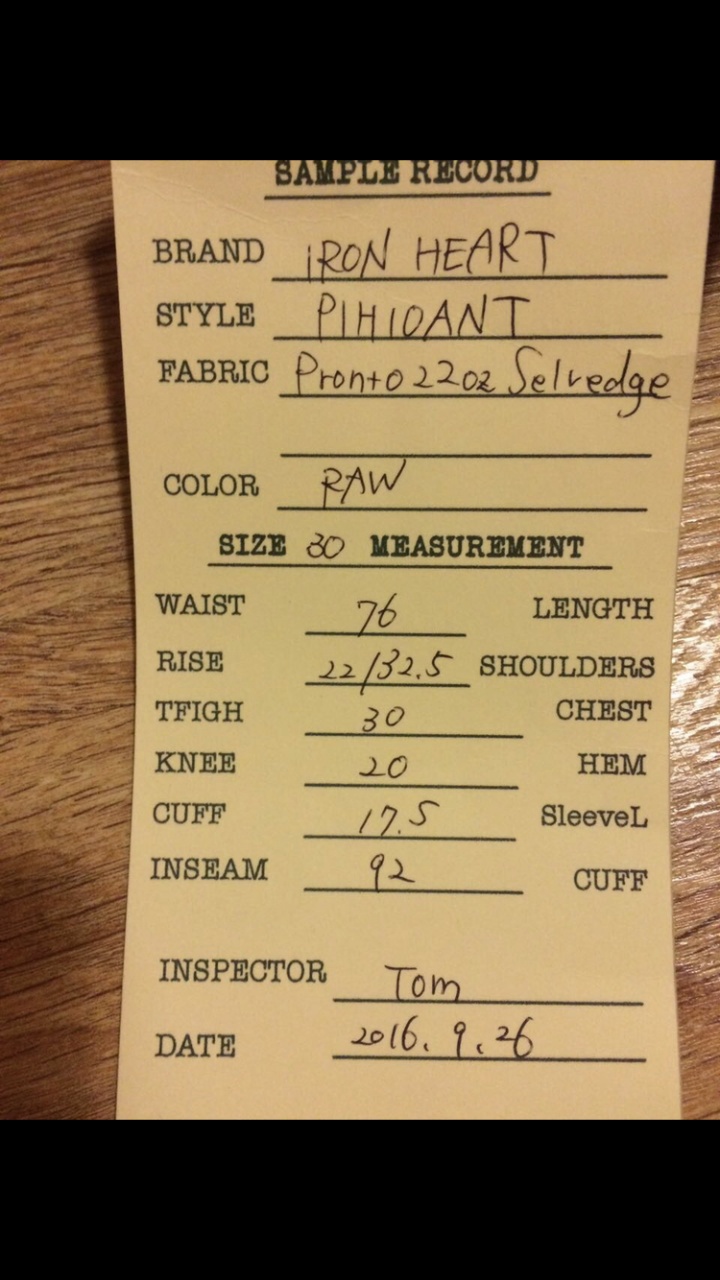 SAMPLE RECORD
BRAND IRON HEART
STYLE PIHIOANT
FABRIC Pronto 22oz Selvedge
COLOR RAW
SIZE 30 MEASUREMENT
WAIST 76 LENGTH
RISE 22/32.5 SHOULDERS
TFIGH 30 CHEST
KNEE 20 HEM
CUFF 17.5 SleeveL
INSEAM 92 CUFF
INSPECTOR Tom
DATE 2016. 9. 26